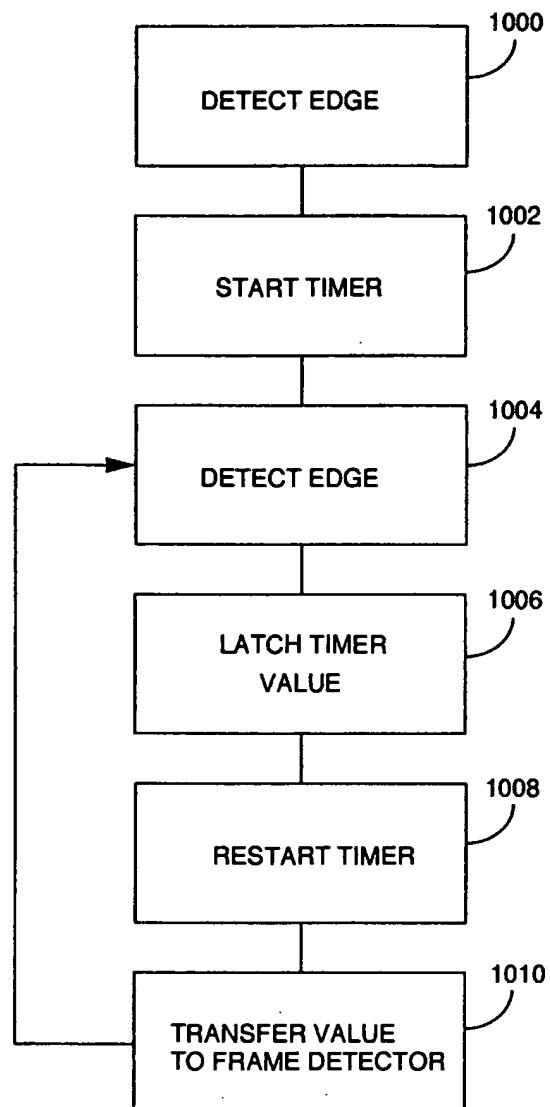 1000
DETECT EDGE
1002
START TIMER
1004
DETECT EDGE
1006
LATCH TIMER
VALUE
1008
RESTART TIMER
1010
TRANSFER VALUE
TO FRAME DETECTOR